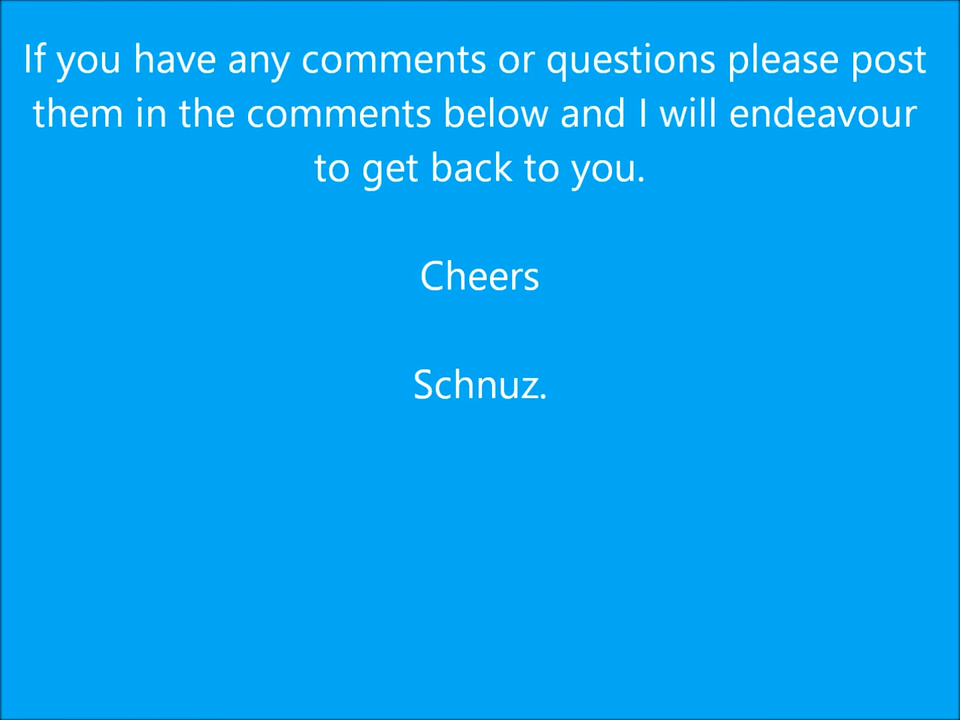 If you have any comments or questions please post
them in the comments below and I will endeavour
to get back to you.
Cheers
Schnuz.